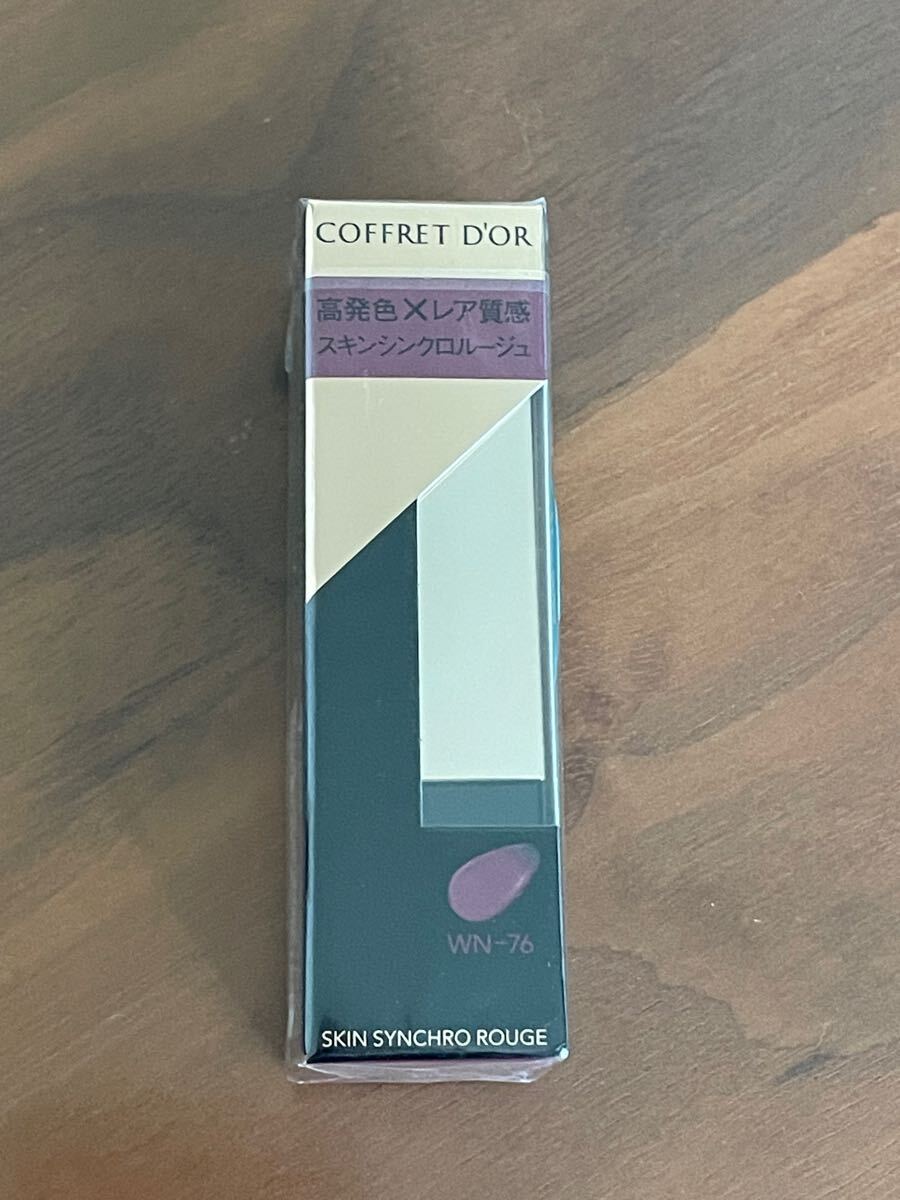 COFFRET D'OR
高発色×レア質感
スキンシンクロルージュ
WN-76
SKIN SYNCHRO ROUGE